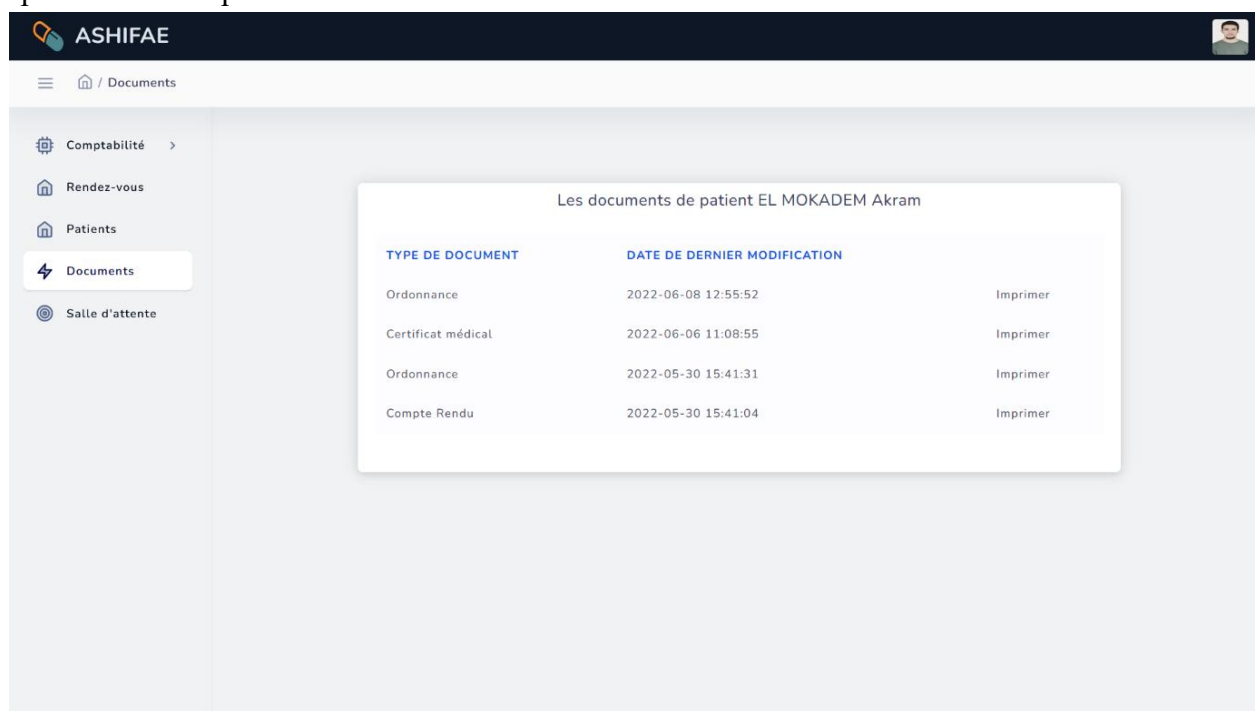 ASHIFAE
/ Documents
Comptabilité >
Rendez-vous
Patients
Documents
Salle d'attente
Les documents de patient EL MOKADEM Akram
TYPE DE DOCUMENT DATE DE DERNIER MODIFICATION
Ordonnance 2022-06-08 12:55:52 Imprimer
Certificat médical 2022-06-06 11:08:55 Imprimer
Ordonnance 2022-05-30 15:41:31 Imprimer
Compte Rendu 2022-05-30 15:41:04 Imprimer